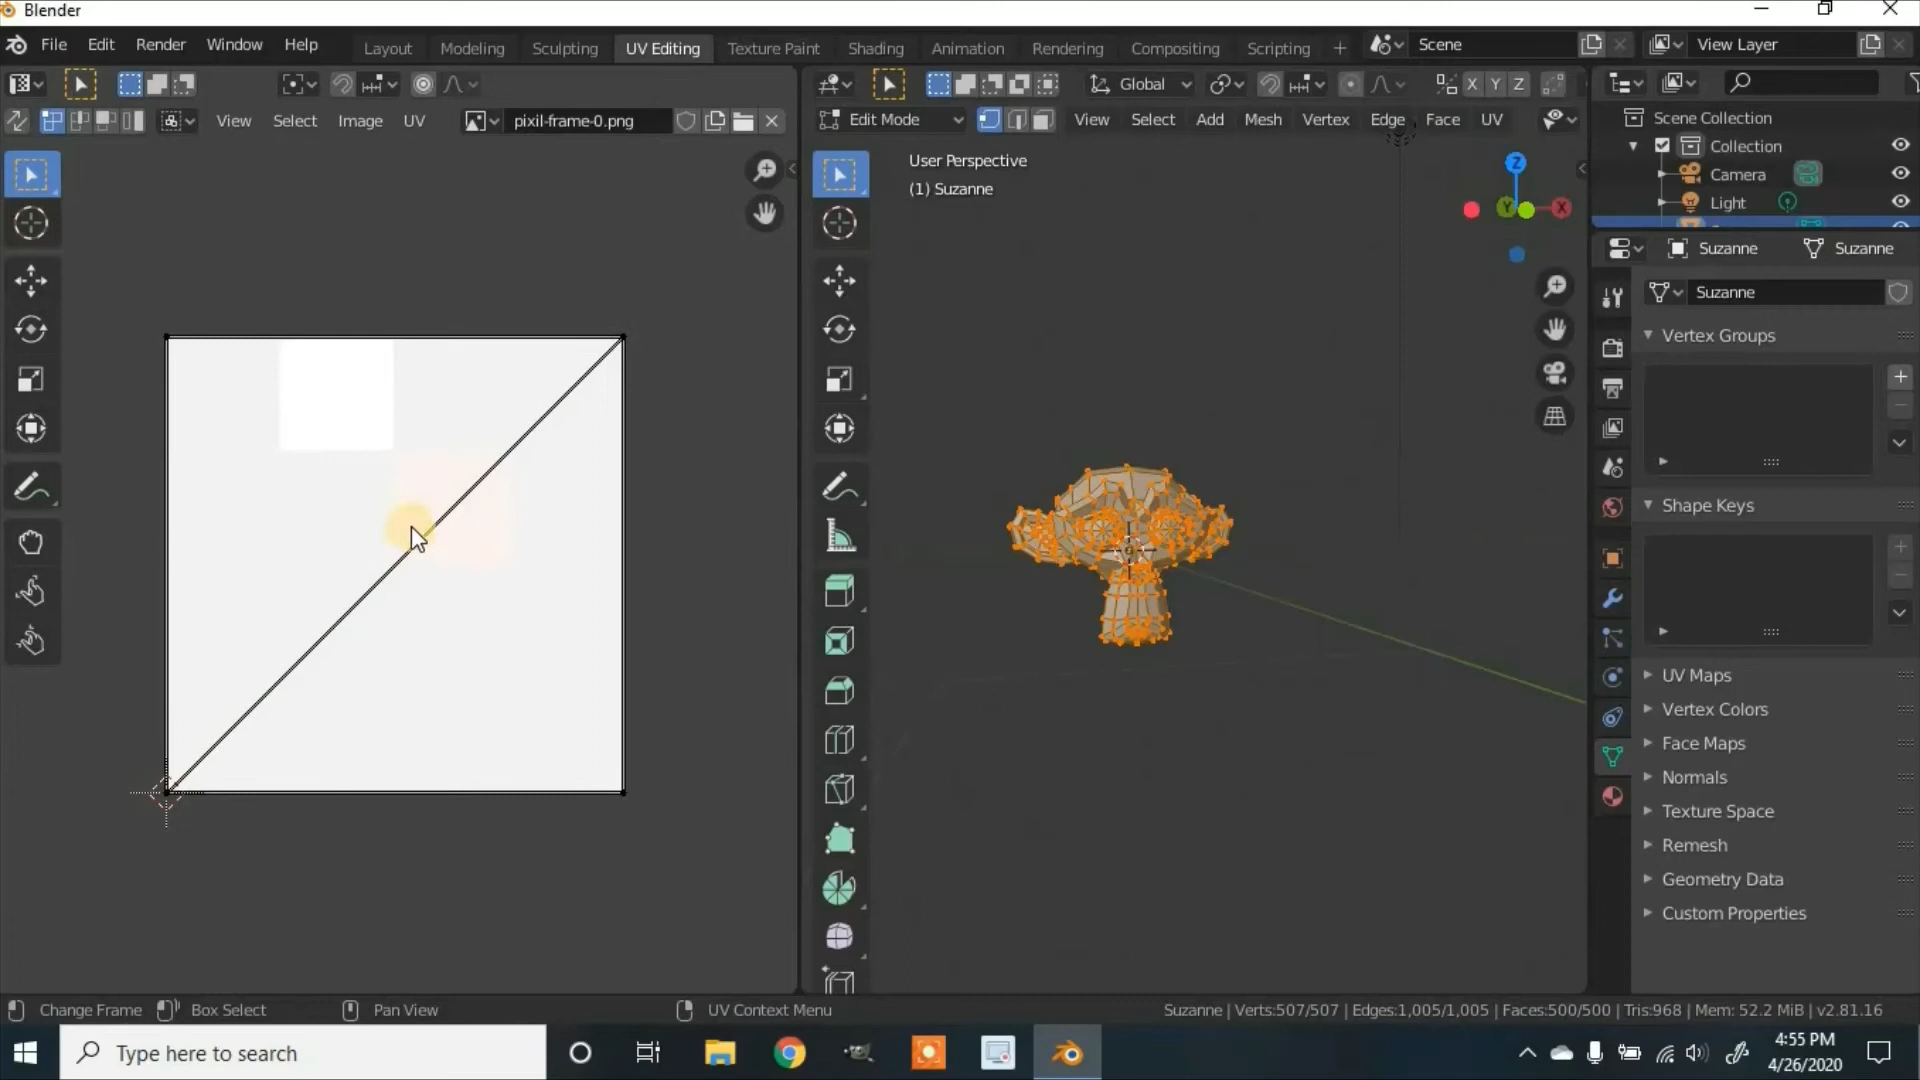 Blender
File Edit Render Window Help
Layout Modeling Sculpting UV Editing Texture Paint Shading Animation Rendering Compositing Scripting +
Scene
View Layer
Global
X Y Z
View Select Image UV
pixil-frame-0.png
Edit Mode
View Select Add Mesh Vertex Edge Face UV
User Perspective
(1) Suzanne
Z
Y X
Scene Collection
Collection
Camera
Light
Suzanne Suzanne
Suzanne
Vertex Groups
Shape Keys
UV Maps
Vertex Colors
Face Maps
Normals
Texture Space
Remesh
Geometry Data
Custom Properties
Change Frame Box Select Pan View UV Context Menu
Suzanne | Verts:507/507 | Edges:1,005/1,005 | Faces:500/500 | Tris:968 | Mem: 52.2 MiB | v2.81.16
Type here to search
4:55 PM
4/26/2020